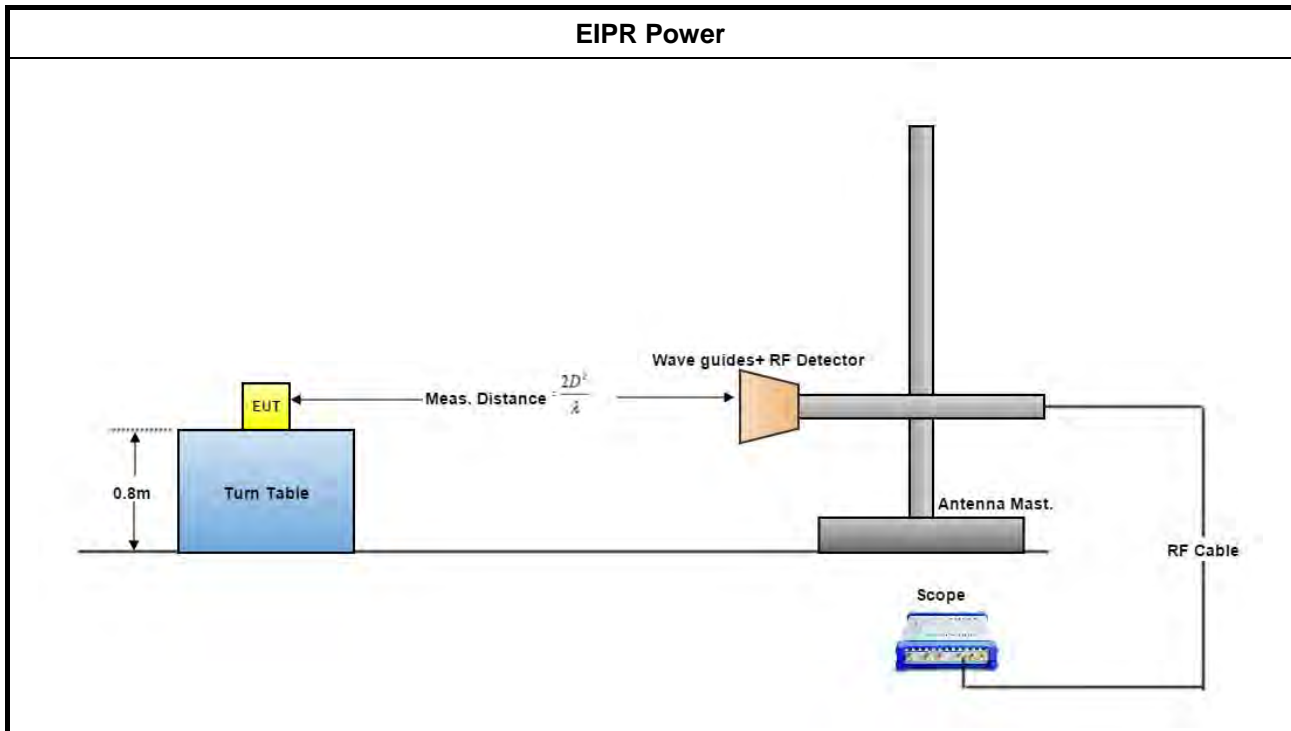 EIPR Power
Wave guides+ RF Detector
EUT
Meas. Distance = 2D²/λ
0.8m
Turn Table
Antenna Mast.
RF Cable
Scope